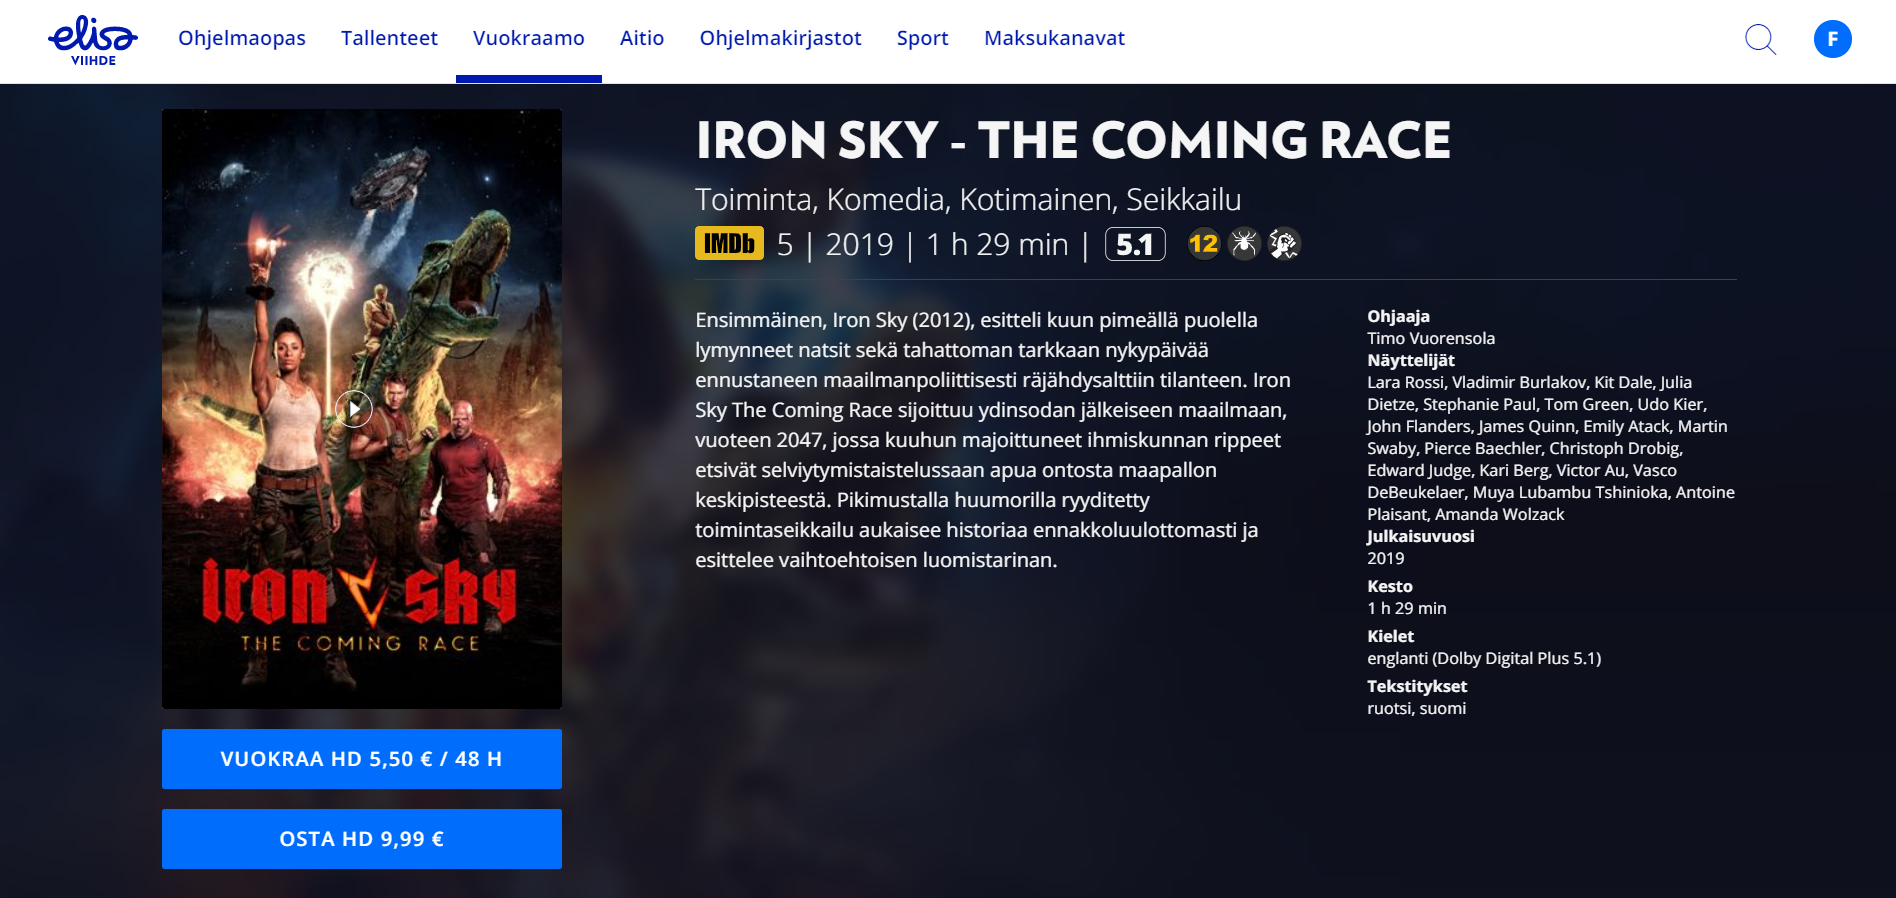 elisa
VIIHDE
Ohjelmaopas Tallenteet Vuokraamo Aitio Ohjelmakirjastot Sport Maksukanavat
F
iron sky
THE COMING RACE
VUOKRAA HD 5,50 € / 48 H
OSTA HD 9,99 €
IRON SKY - THE COMING RACE
Toiminta, Komedia, Kotimainen, Seikkailu
IMDb 5 | 2019 | 1 h 29 min | 5.1 12
Ensimmäinen, Iron Sky (2012), esitteli kuun pimeällä puolella
lymynneet natsit sekä tahattoman tarkkaan nykypäivää
ennustaneen maailmanpoliittisesti räjähdysalttiin tilanteen. Iron
Sky The Coming Race sijoittuu ydinsodan jälkeiseen maailmaan,
vuoteen 2047, jossa kuuhun majoittuneet ihmiskunnan rippeet
etsivät selviytymistaistelussaan apua ontosta maapallon
keskipisteestä. Pikimustalla huumorilla ryyditetty
toimintaseikkailu aukaisee historiaa ennakkoluulottomasti ja
esittelee vaihtoehtoisen luomistarinan.
Ohjaaja
Timo Vuorensola
Näyttelijät
Lara Rossi, Vladimir Burlakov, Kit Dale, Julia
Dietze, Stephanie Paul, Tom Green, Udo Kier,
John Flanders, James Quinn, Emily Atack, Martin
Swaby, Pierce Baechler, Christoph Drobig,
Edward Judge, Kari Berg, Victor Au, Vasco
DeBeukelaer, Muya Lubambu Tshinioka, Antoine
Plaisant, Amanda Wolzack
Julkaisuvuosi
2019
Kesto
1 h 29 min
Kielet
englanti (Dolby Digital Plus 5.1)
Tekstitykset
ruotsi, suomi